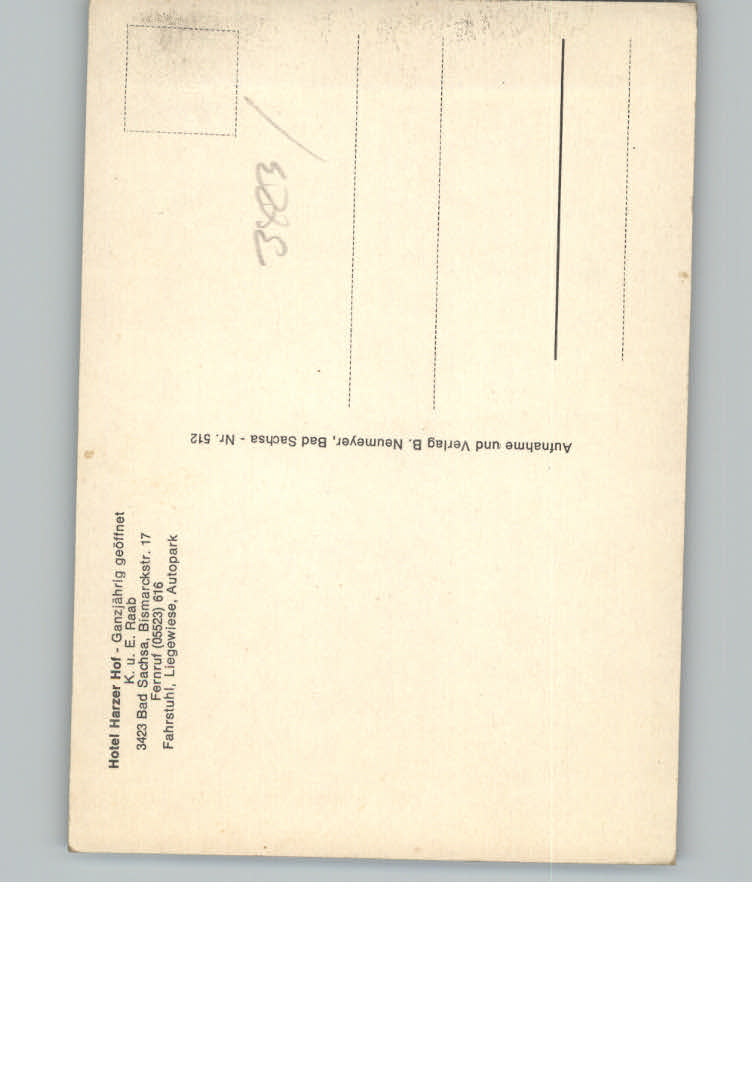 Hotel Harzer Hof - Ganzjährig geöffnet
K. u. E. Raab
3423 Bad Sachsa, Bismarckstr. 17
Fernruf (05523) 616
Fahrstuhl, Liegewiese, Autopark
Aufnahme und Verlag B. Neumeyer, Bad Sachsa - Nr. 512